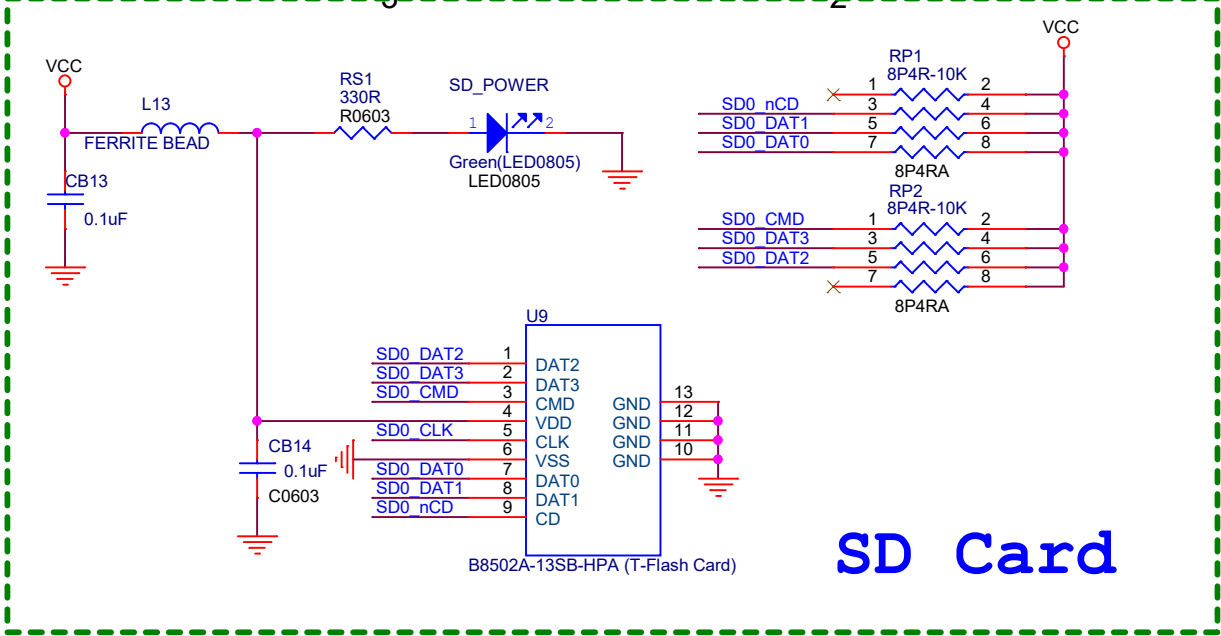 VCC
L13
FERRITE BEAD
CB13
0.1uF
RS1
330R
R0603
SD_POWER
1 2
Green(LED0805)
LED0805
VCC
RP1
8P4R-10K
1 2
SD0_nCD 3 4
SD0_DAT1 5 6
SD0_DAT0 7 8
8P4RA
RP2
8P4R-10K
SD0_CMD 1 2
SD0_DAT3 3 4
SD0_DAT2 5 6
7 8
8P4RA
U9
SD0_DAT2 1 DAT2
SD0_DAT3 2 DAT3
SD0_CMD 3 CMD GND 13
4 VDD GND 12
SD0_CLK 5 CLK GND 11
6 VSS GND 10
SD0_DAT0 7 DAT0
SD0_DAT1 8 DAT1
SD0_nCD 9 CD
CB14
0.1uF
C0603
B8502A-13SB-HPA (T-Flash Card)
SD Card